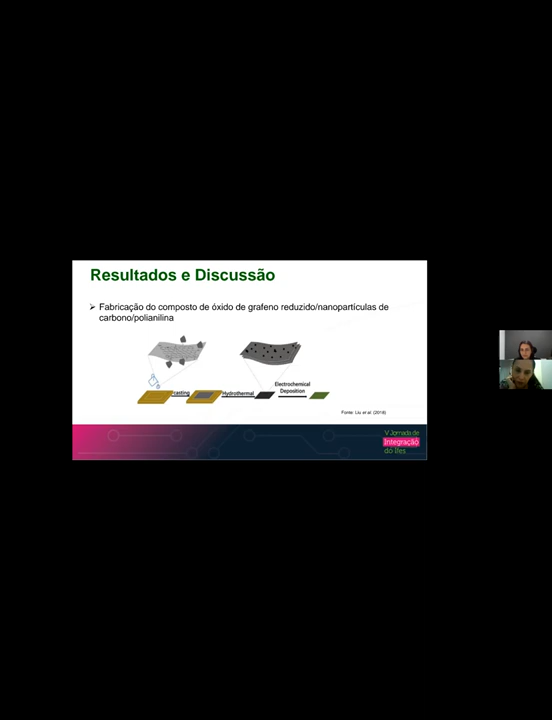 Resultados e Discussão
➢ Fabricação do composto de óxido de grafeno reduzido/nanopartículas de
carbono/polianilina
casting
Hydrothermal
Electrochemical
Deposition
Fonte: Liu et al. (2016)
V Jornada de
Integração
do Ifes